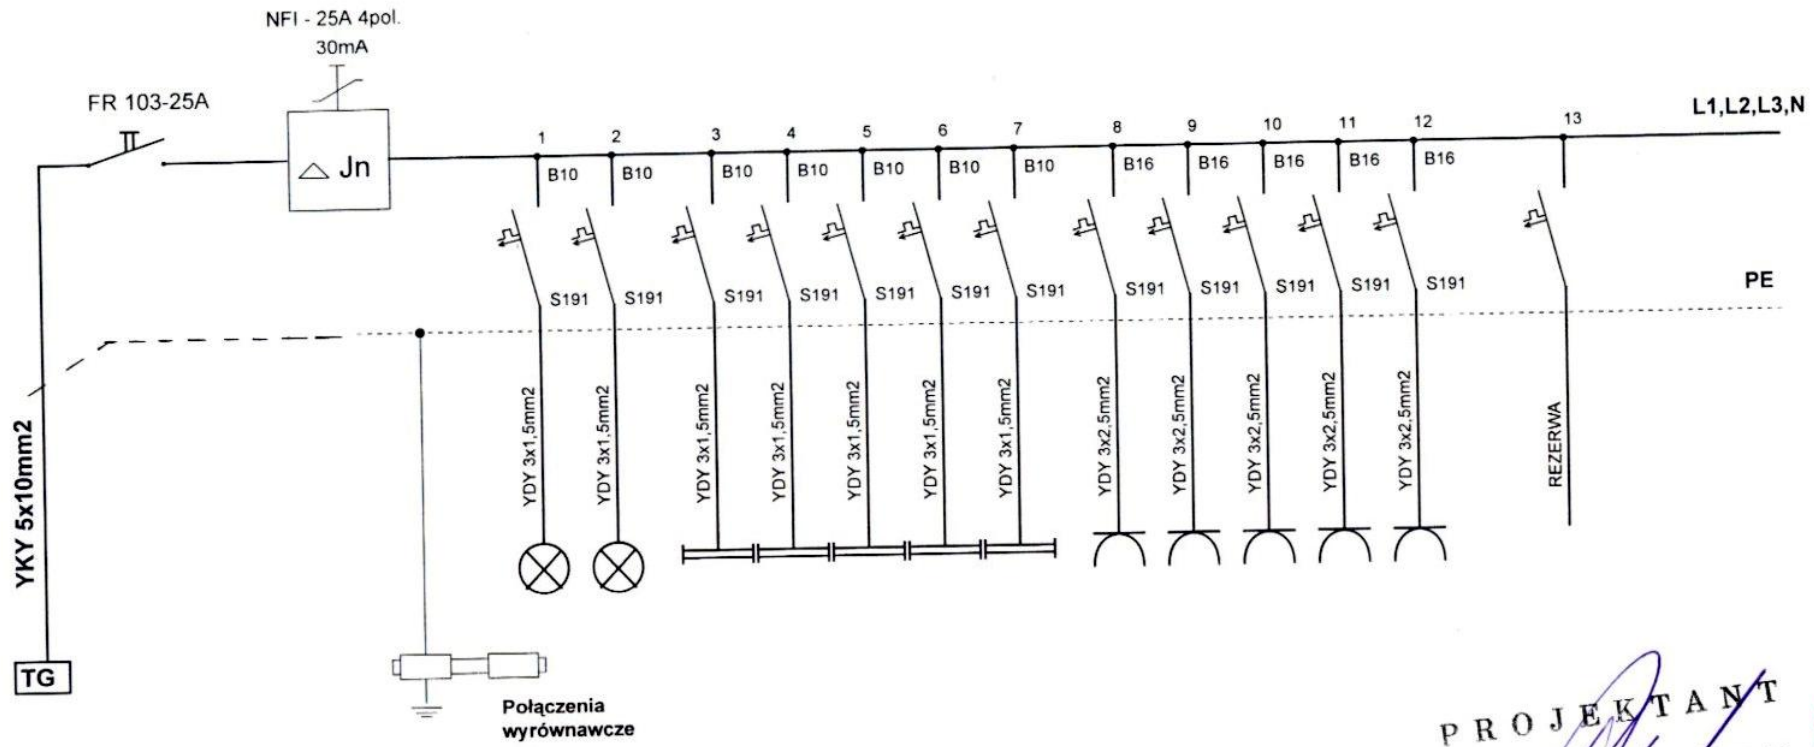 NFI - 25A 4pol.
30mA
FR 103-25A
Jn
L1,L2,L3,N
1
2
3
4
5
6
7
8
9
10
11
12
13
B10
B10
B10
B10
B10
B10
B10
B16
B16
B16
B16
B16
S191
S191
S191
S191
S191
S191
S191
S191
S191
S191
S191
S191
PE
YKY 5x10mm2
YDY 3x1,5mm2
YDY 3x1,5mm2
YDY 3x1,5mm2
YDY 3x1,5mm2
YDY 3x1,5mm2
YDY 3x1,5mm2
YDY 3x1,5mm2
YDY 3x2,5mm2
YDY 3x2,5mm2
YDY 3x2,5mm2
YDY 3x2,5mm2
YDY 3x2,5mm2
REZERWA
TG
Połączenia
wyrównawcze
PROJEKTANT